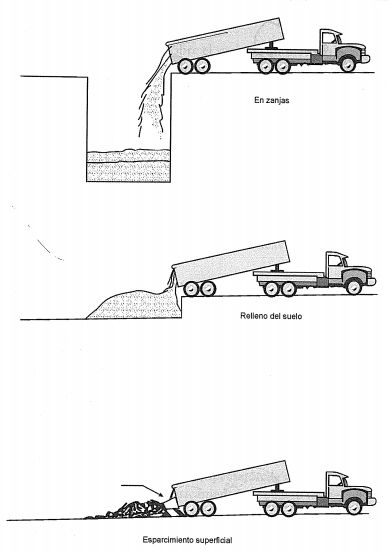 En zanjas
Relleno del suelo
Esparcimiento superficial